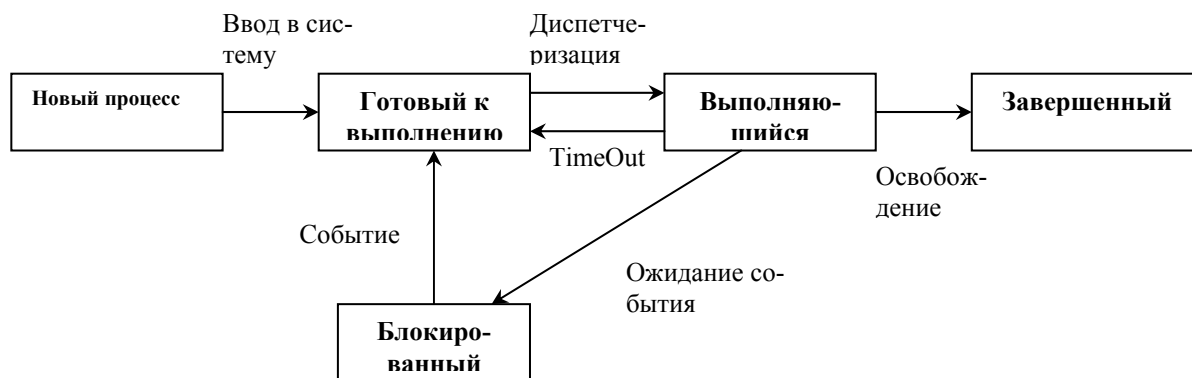 Ввод в сис-
тему
Диспетче-
ризация
Новый процесс
Готовый к
выполнению
Выполняю-
щийся
Завершенный
TimeOut
Освобож-
дение
Событие
Ожидание со-
бытия
Блокиро-
ванный